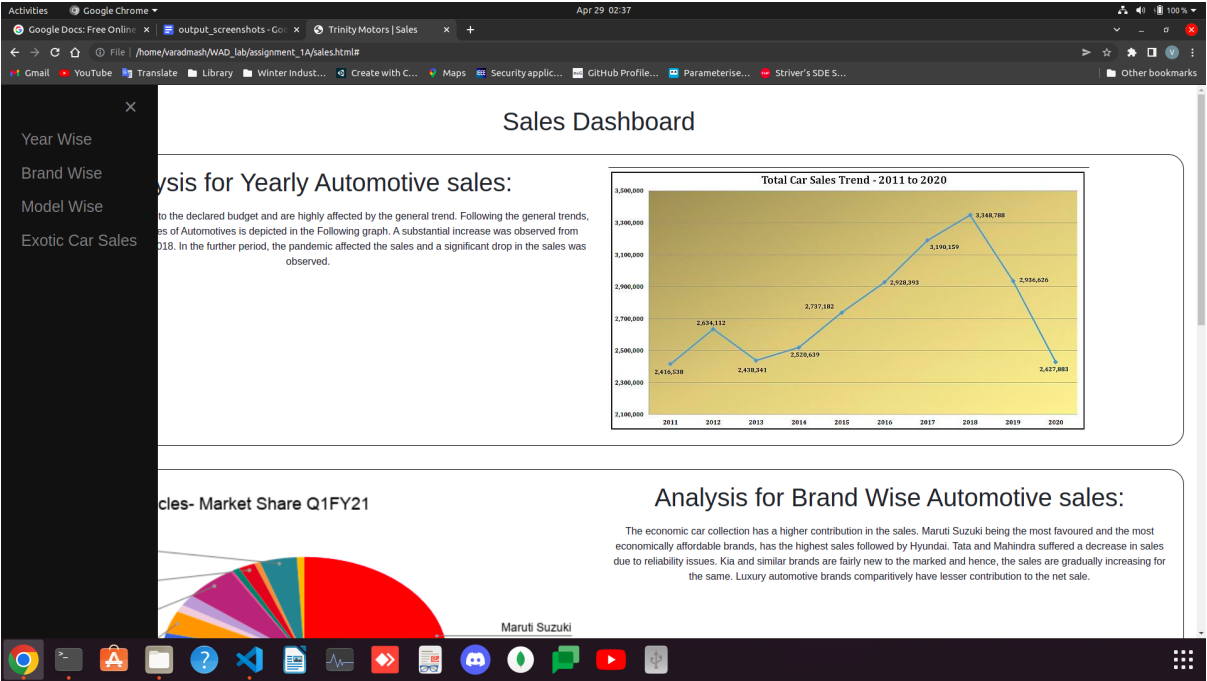 Activities
Google Chrome
Apr 29 02:37
100 %
Google Docs: Free Online
output_screenshots - Goo
Trinity Motors | Sales
File | /home/varadmash/WAD_lab/assignment_1A/sales.html#
V
Gmail
YouTube
Translate
Library
Winter Indust...
Create with C...
Maps
Security applic...
GitHub Profile...
Parameterise...
Striver's SDE S...
Other bookmarks
×
Year Wise
Brand Wise
Model Wise
Exotic Car Sales
Sales Dashboard
ysis for Yearly Automotive sales:
to the declared budget and are highly affected by the general trend. Following the general trends,
es of Automotives is depicted in the Following graph. A substantial increase was observed from
018. In the further period, the pandemic affected the sales and a significant drop in the sales was
observed.
Total Car Sales Trend - 2011 to 2020
3,500,000
3,300,000
3,100,000
2,900,000
2,700,000
2,500,000
2,300,000
2,100,000
2,416,538
2,634,112
2,438,341
2,520,639
2,737,182
2,928,393
3,190,159
3,348,788
2,936,626
2,427,883
2011 2012 2013 2014 2015 2016 2017 2018 2019 2020
cles- Market Share Q1FY21
Maruti Suzuki
Analysis for Brand Wise Automotive sales:
The economic car collection has a higher contribution in the sales. Maruti Suzuki being the most favoured and the most
economically affordable brands, has the highest sales followed by Hyundai. Tata and Mahindra suffered a decrease in sales
due to reliability issues. Kia and similar brands are fairly new to the marked and hence, the sales are gradually increasing for
the same. Luxury automotive brands comparitively have lesser contribution to the net sale.